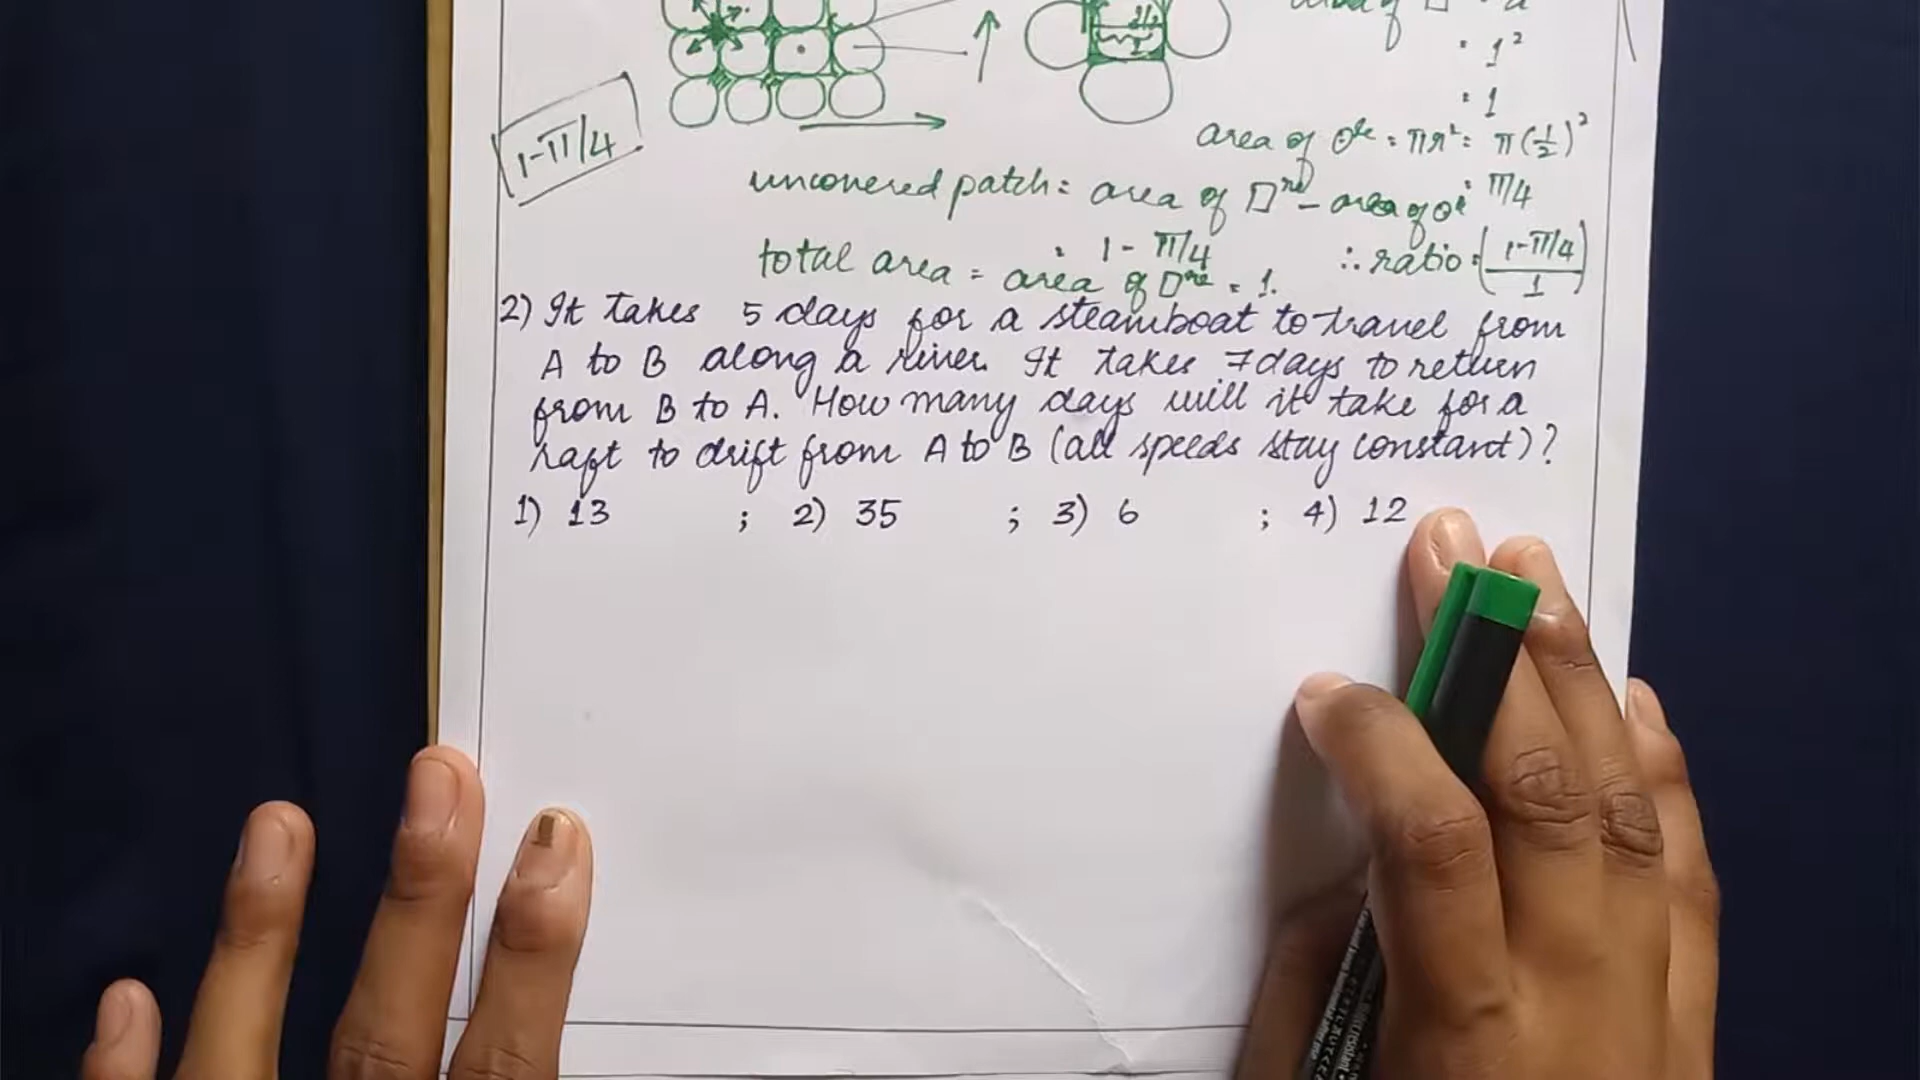 = 1²
= 1
1-π/4
area of ⊙le = πr² = π(1/2)²
= π/4
uncovered patch = area of □re - area of ⊙le
= 1 - π/4
∴ ratio = (1-π/4 / 1)
total area = area of □re = 1.
2) It takes 5 days for a steamboat to travel from
A to B along a river. It takes 7 days to return
from B to A. How many days will it take for a
raft to drift from A to B (all speeds stay constant)?
1) 13 ; 2) 35 ; 3) 6 ; 4) 12